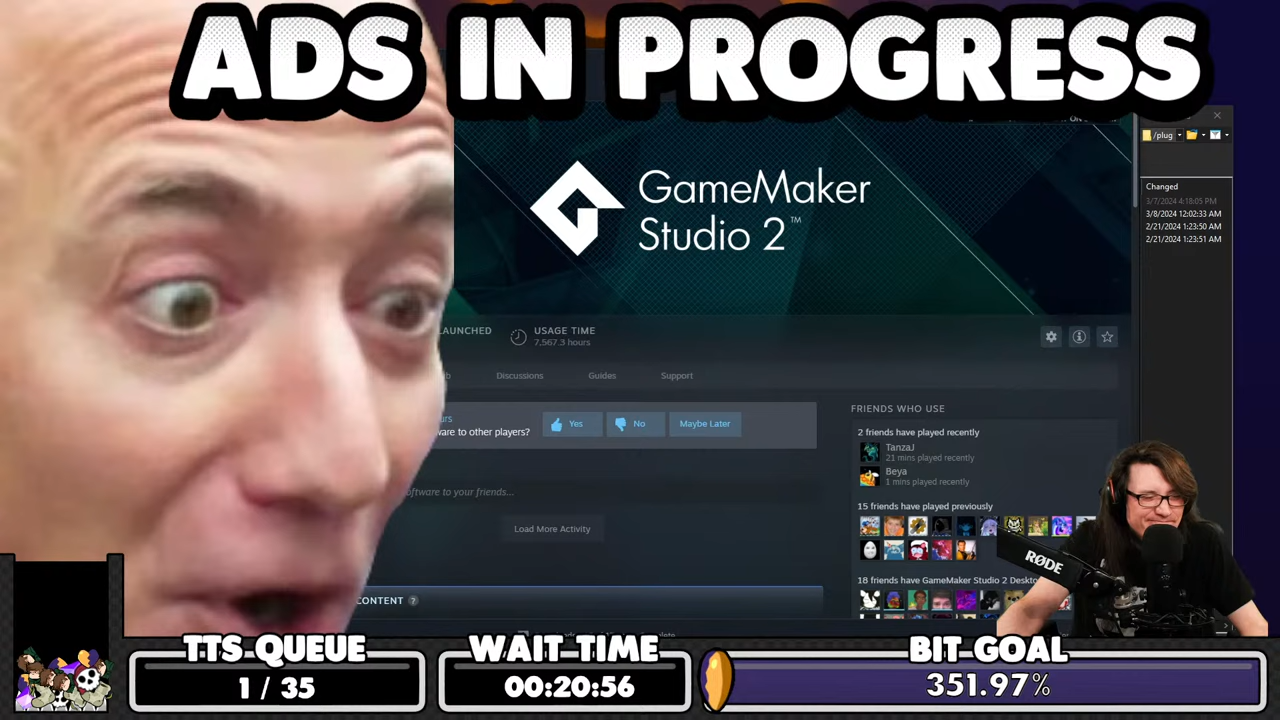 ADS IN PROGRESS
/plug
GameMaker
Studio 2™
Changed
3/7/2024 4:18:05 PM
3/8/2024 12:02:33 AM
2/21/2024 1:23:50 AM
2/21/2024 1:23:51 AM
LAUNCHED
USAGE TIME
7,567.3 hours
Discussions
Guides
Support
FRIENDS WHO USE
ware to other players?
Yes
No
Maybe Later
2 friends have played recently
TanzaJ
21 mins played recently
Beya
1 mins played recently
oftware to your friends...
15 friends have played previously
Load More Activity
RØDE
18 friends have GameMaker Studio 2 Deskto
CONTENT ?
TTS QUEUE
1 / 35
WAIT TIME
00:20:56
BIT GOAL
351.97%